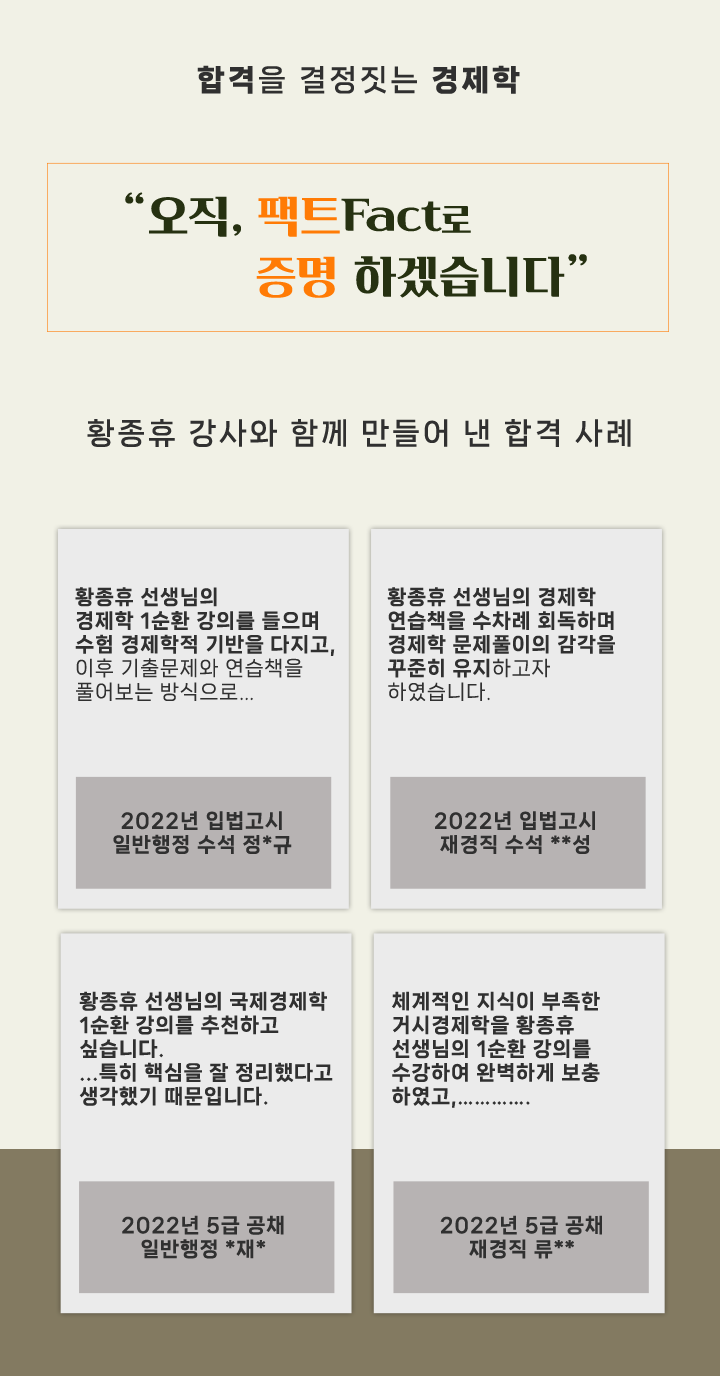 합격을 결정짓는 경제학
“오직, 팩트Fact로
증명 하겠습니다”
황종휴 강사와 함께 만들어 낸 합격 사례
황종휴 선생님의
경제학 1순환 강의를 들으며
수험 경제학적 기반을 다지고,
이후 기출문제와 연습책을
풀어보는 방식으로...
2022년 입법고시
일반행정 수석 정*규
황종휴 선생님의 경제학
연습책을 수차례 회독하며
경제학 문제풀이의 감각을
꾸준히 유지하고자
하였습니다.
2022년 입법고시
재경직 수석 **성
황종휴 선생님의 국제경제학
1순환 강의를 추천하고
싶습니다.
...특히 핵심을 잘 정리했다고
생각했기 때문입니다.
2022년 5급 공채
일반행정 *재*
체계적인 지식이 부족한
거시경제학을 황종휴
선생님의 1순환 강의를
수강하여 완벽하게 보충
하였고,………….
2022년 5급 공채
재경직 류**